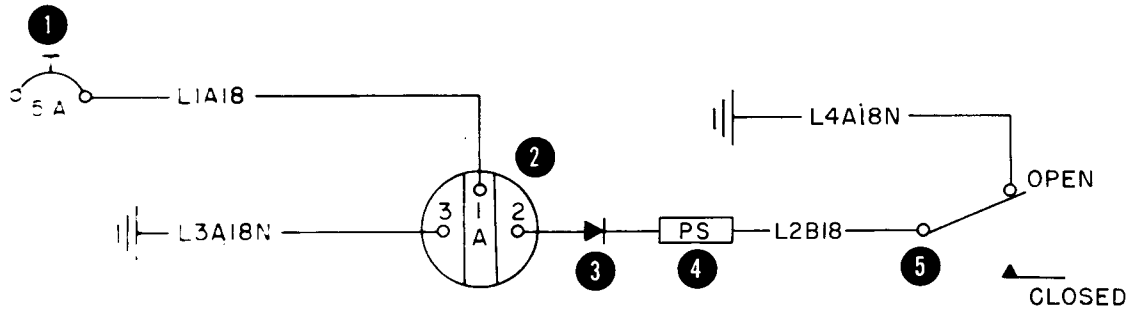 1
5 A
L1A18
2
L4A18N
OPEN
3 1 2
A
L3A18N
PS
L2B18
3
4
5
CLOSED